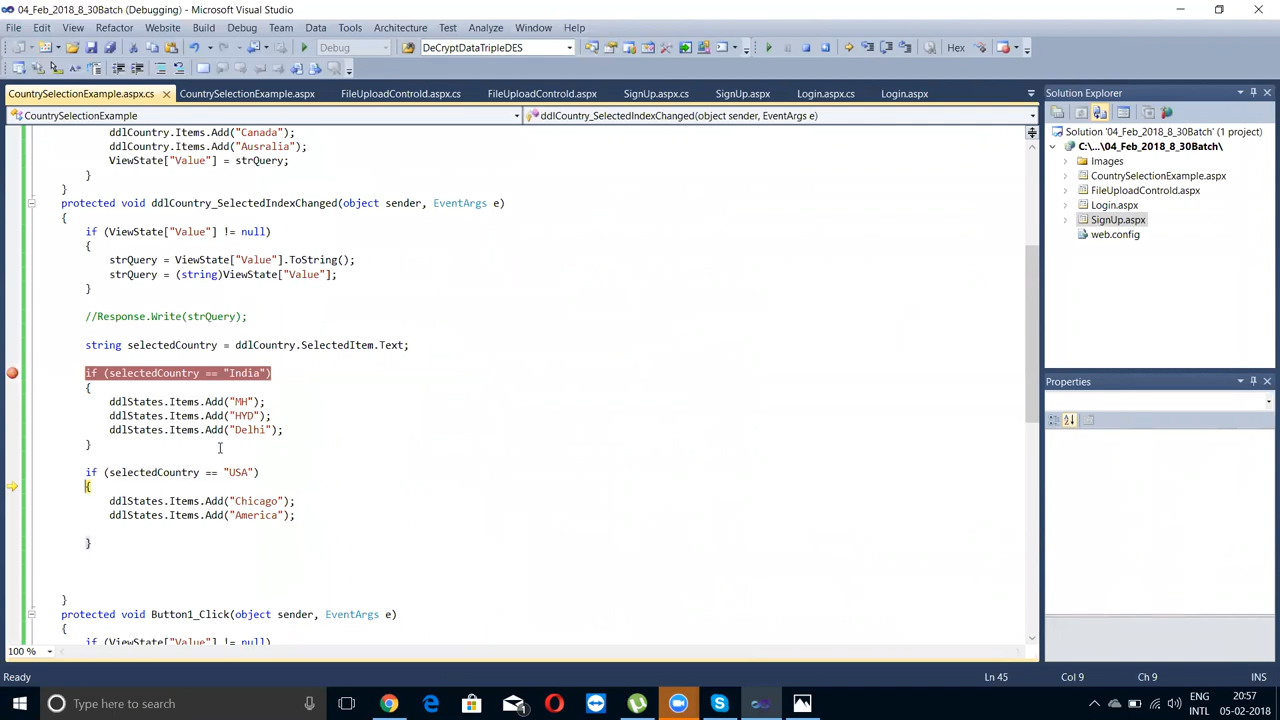 04_Feb_2018_8_30Batch (Debugging) - Microsoft Visual Studio
File Edit View Refactor Website Build Debug Team Data Tools Architecture Test Analyze Window Help
Debug DeCryptDataTripleDES Hex
CountrySelectionExample.aspx.cs CountrySelectionExample.aspx FileUploadControld.aspx.cs FileUploadControld.aspx SignUp.aspx.cs SignUp.aspx Login.aspx.cs Login.aspx
CountrySelectionExample ddlCountry_SelectedIndexChanged(object sender, EventArgs e)
ddlCountry.Items.Add("Canada");
ddlCountry.Items.Add("Ausralia");
ViewState["Value"] = strQuery;
}
}
protected void ddlCountry_SelectedIndexChanged(object sender, EventArgs e)
{
if (ViewState["Value"] != null)
{
strQuery = ViewState["Value"].ToString();
strQuery = (string)ViewState["Value"];
}
//Response.Write(strQuery);
string selectedCountry = ddlCountry.SelectedItem.Text;
if (selectedCountry == "India")
{
ddlStates.Items.Add("MH");
ddlStates.Items.Add("HYD");
ddlStates.Items.Add("Delhi");
}
if (selectedCountry == "USA")
{
ddlStates.Items.Add("Chicago");
ddlStates.Items.Add("America");
}
}
protected void Button1_Click(object sender, EventArgs e)
{
if (ViewState["Value"] != null)
100 %
Solution Explorer
Solution '04_Feb_2018_8_30Batch' (1 project)
C:\...\04_Feb_2018_8_30Batch\
Images
CountrySelectionExample.aspx
FileUploadControld.aspx
Login.aspx
SignUp.aspx
web.config
Properties
Ready Ln 45 Col 9 Ch 9 INS
Type here to search
1
ENG 20:57
INTL 05-02-2018